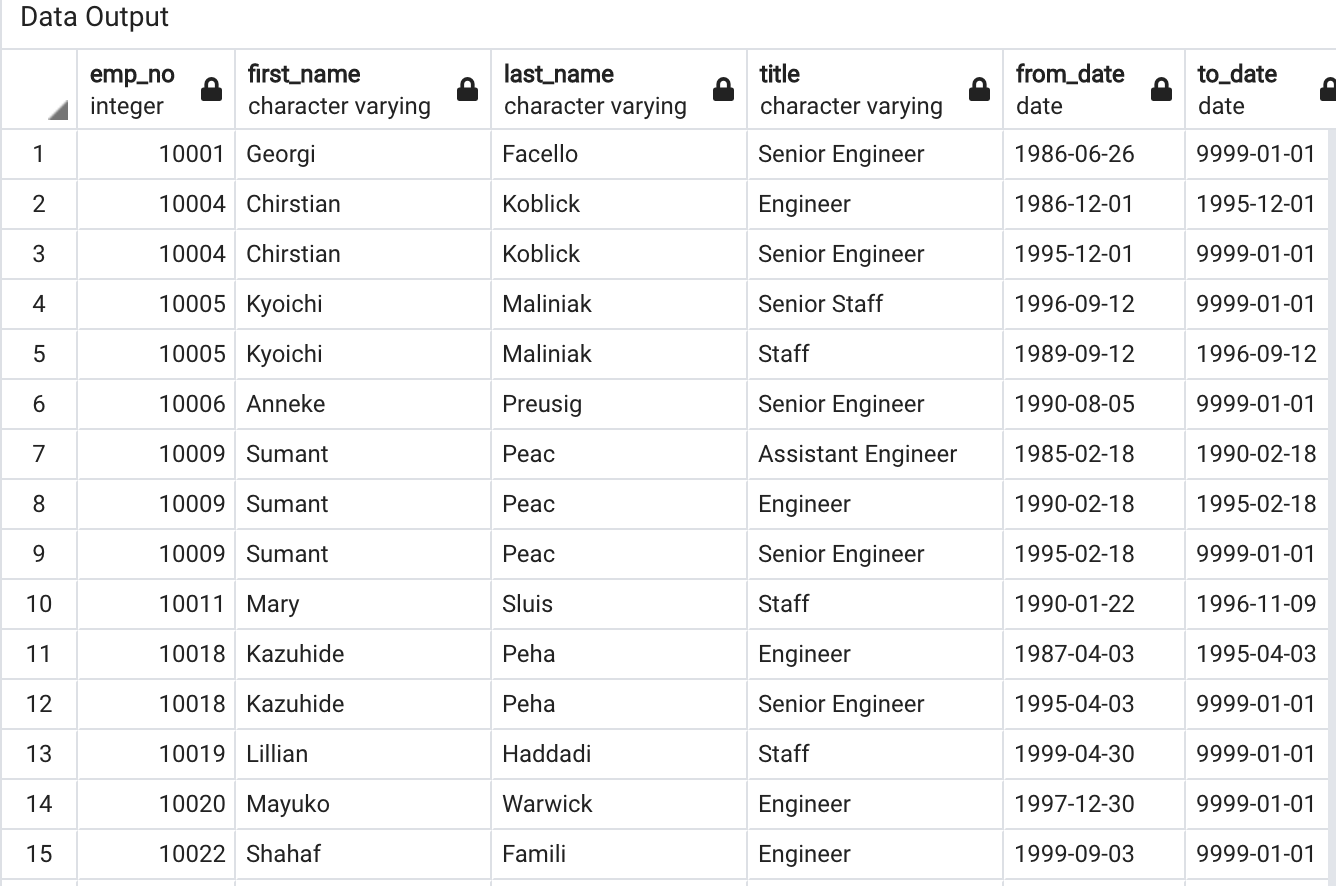 Data Output
emp_no first_name last_name title from_date to_date
integer character varying character varying character varying date date
1 10001 Georgi Facello Senior Engineer 1986-06-26 9999-01-01
2 10004 Chirstian Koblick Engineer 1986-12-01 1995-12-01
3 10004 Chirstian Koblick Senior Engineer 1995-12-01 9999-01-01
4 10005 Kyoichi Maliniak Senior Staff 1996-09-12 9999-01-01
5 10005 Kyoichi Maliniak Staff 1989-09-12 1996-09-12
6 10006 Anneke Preusig Senior Engineer 1990-08-05 9999-01-01
7 10009 Sumant Peac Assistant Engineer 1985-02-18 1990-02-18
8 10009 Sumant Peac Engineer 1990-02-18 1995-02-18
9 10009 Sumant Peac Senior Engineer 1995-02-18 9999-01-01
10 10011 Mary Sluis Staff 1990-01-22 1996-11-09
11 10018 Kazuhide Peha Engineer 1987-04-03 1995-04-03
12 10018 Kazuhide Peha Senior Engineer 1995-04-03 9999-01-01
13 10019 Lillian Haddadi Staff 1999-04-30 9999-01-01
14 10020 Mayuko Warwick Engineer 1997-12-30 9999-01-01
15 10022 Shahaf Famili Engineer 1999-09-03 9999-01-01